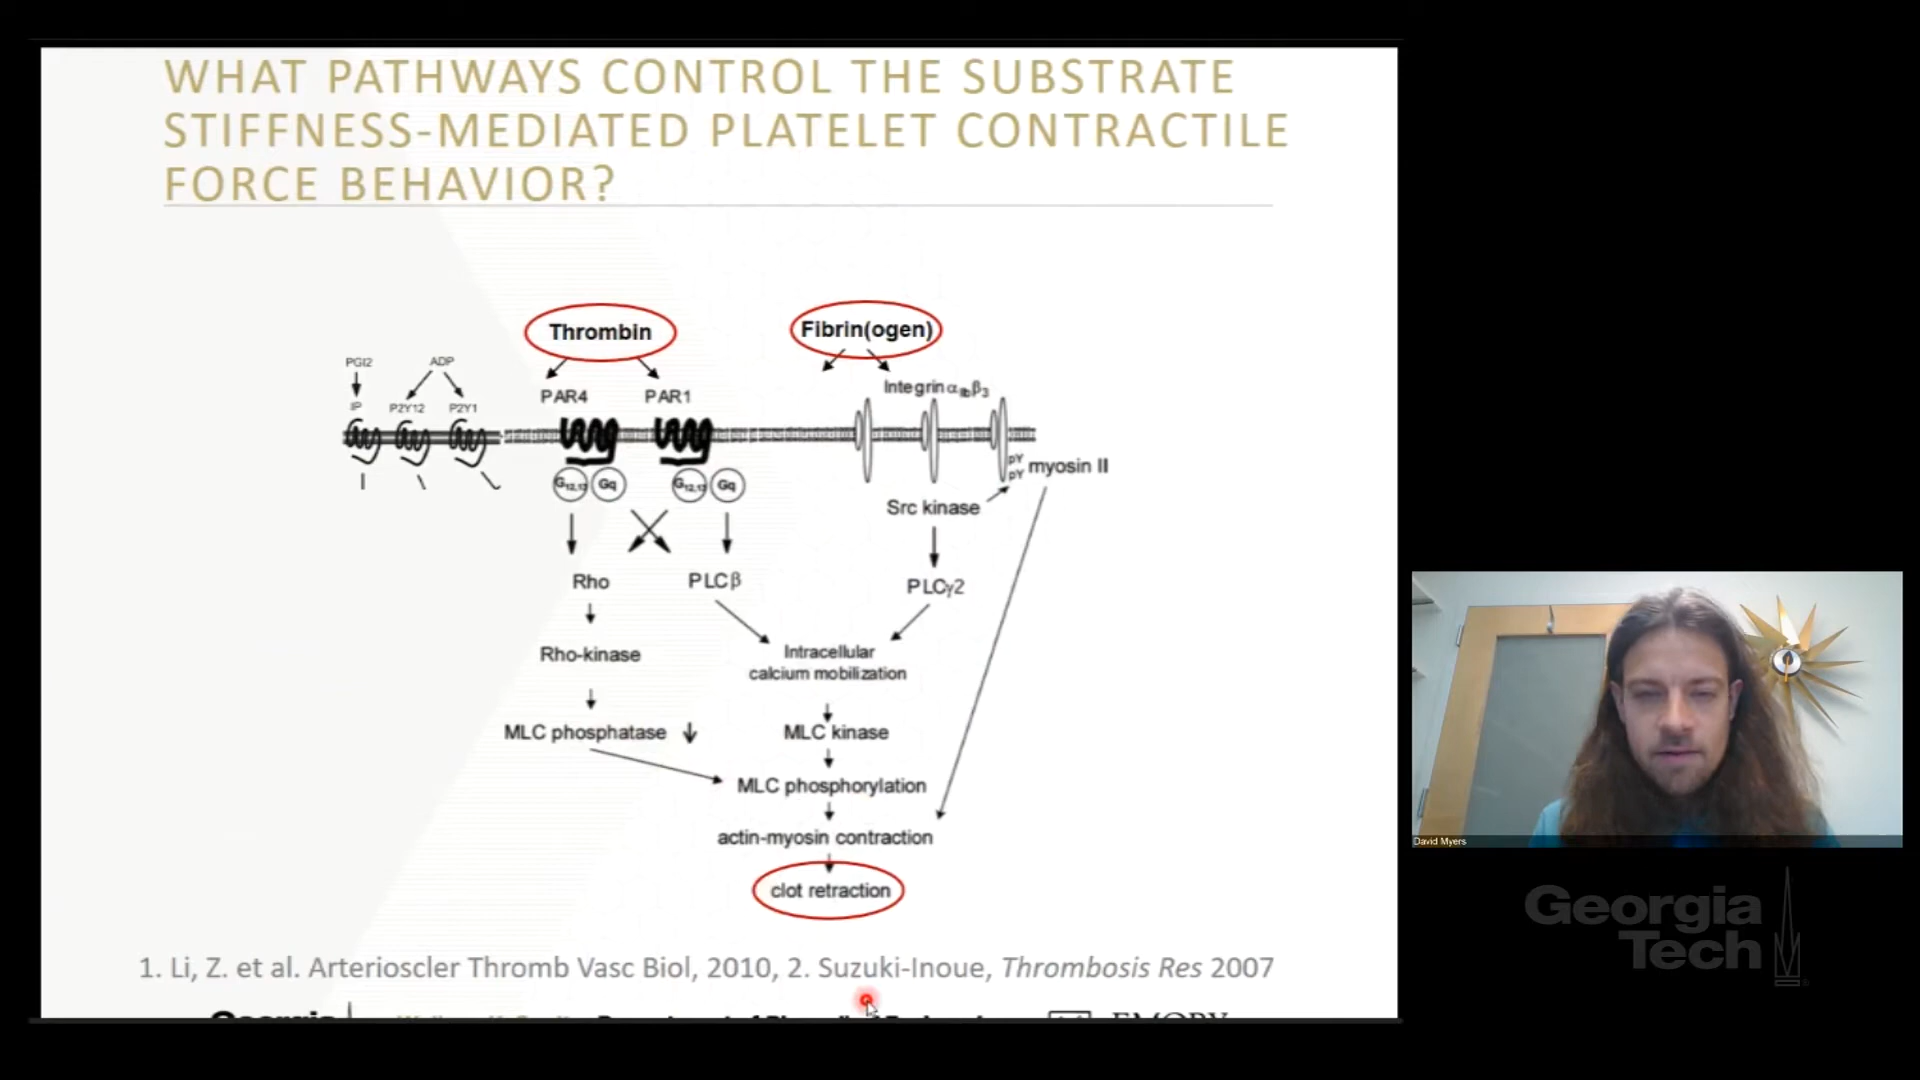 WHAT PATHWAYS CONTROL THE SUBSTRATE
STIFFNESS-MEDIATED PLATELET CONTRACTILE
FORCE BEHAVIOR?
Thrombin
Fibrin(ogen)
PGI2
ADP
IP
P2Y12
P2Y1
PAR4
PAR1
Integrin αIIbβ3
pY
pY
myosin II
G12,13
Gq
G12,13
Gq
Src kinase
Rho
PLCβ
PLCγ2
Rho-kinase
Intracellular
calcium mobilization
MLC phosphatase ↓
MLC kinase
MLC phosphorylation
actin-myosin contraction
clot retraction
1. Li, Z. et al. Arterioscler Thromb Vasc Biol, 2010, 2. Suzuki-Inoue, Thrombosis Res 2007
Georgia
EMORY
David Myers
Georgia
Tech